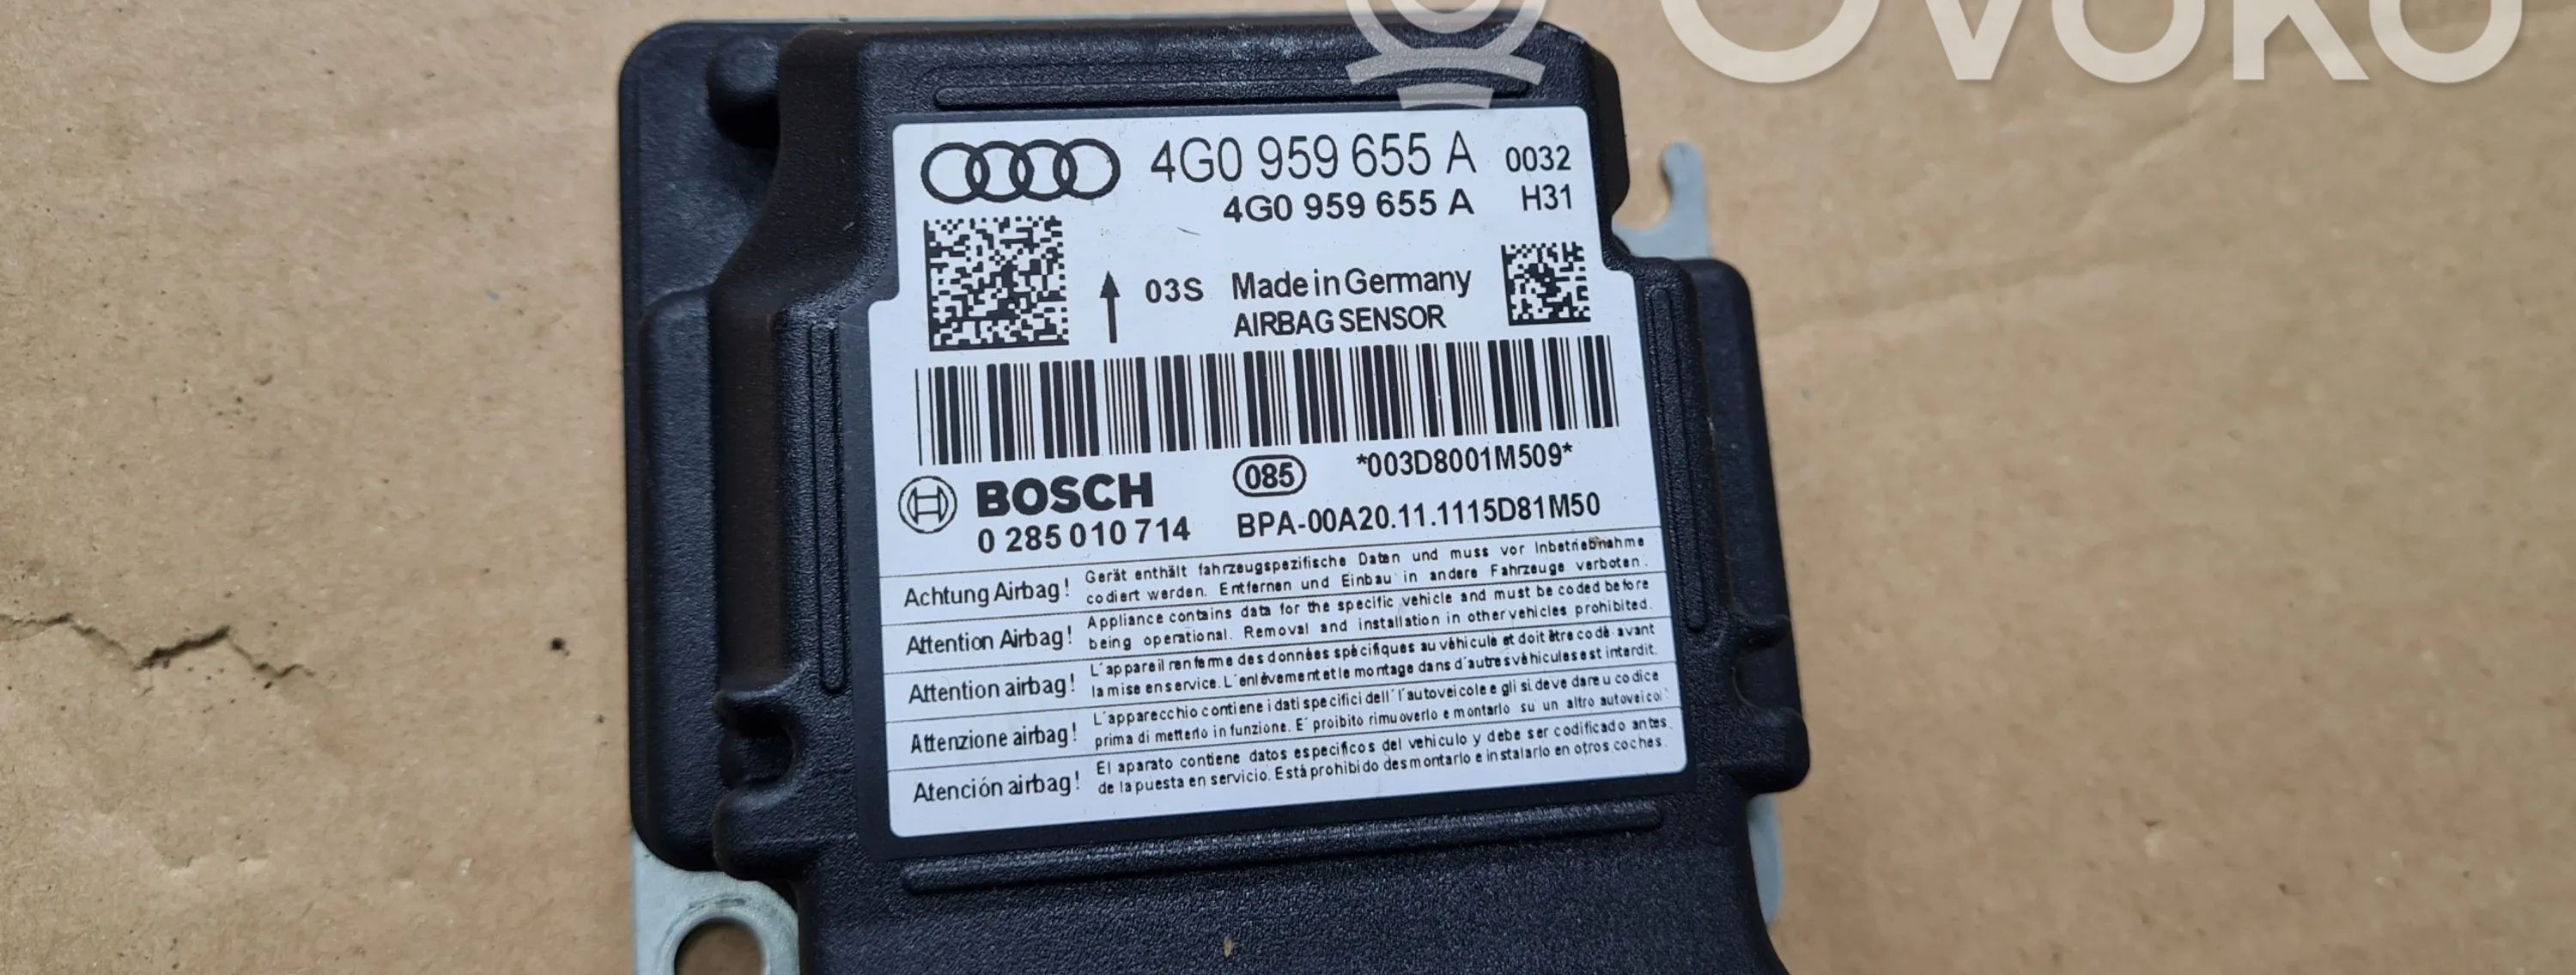 OVOKO
4G0 959 655 A 0032
4G0 959 655 A H31
03S Made in Germany
AIRBAG SENSOR
*003D8001M509*
BOSCH 085
0 285 010 714 BPA-00A20.11.1115D81M50
Achtung Airbag! Gerät enthält fahrzeugspezifische Daten und muss vor Inbetriebnahme
codiert werden. Entfernen und Einbau in andere Fahrzeuge verboten.
Attention Airbag! Appliance contains data for the specific vehicle and must be coded before
being operational. Removal and installation in other vehicles prohibited.
Attention airbag! L'appareil renferme des données spécifiques au véhicule et doit être codé avant
la mise en service. L'enlévement et le montage dans d'autres véhicules est interdit.
Attenzione airbag! L'apparecchio contiene i dati specifici dell' l'autoveicolo e gli si deve dare u codice
prima di metterlo in funzione. E' proibito rimuoverlo e montarlo su un altro autoveicol
Atención airbag! El aparato contiene datos especificos del vehiculo y debe ser codificado antes
de la puesta en servicio. Está prohibido desmontarlo e instalarlo en otros coches.